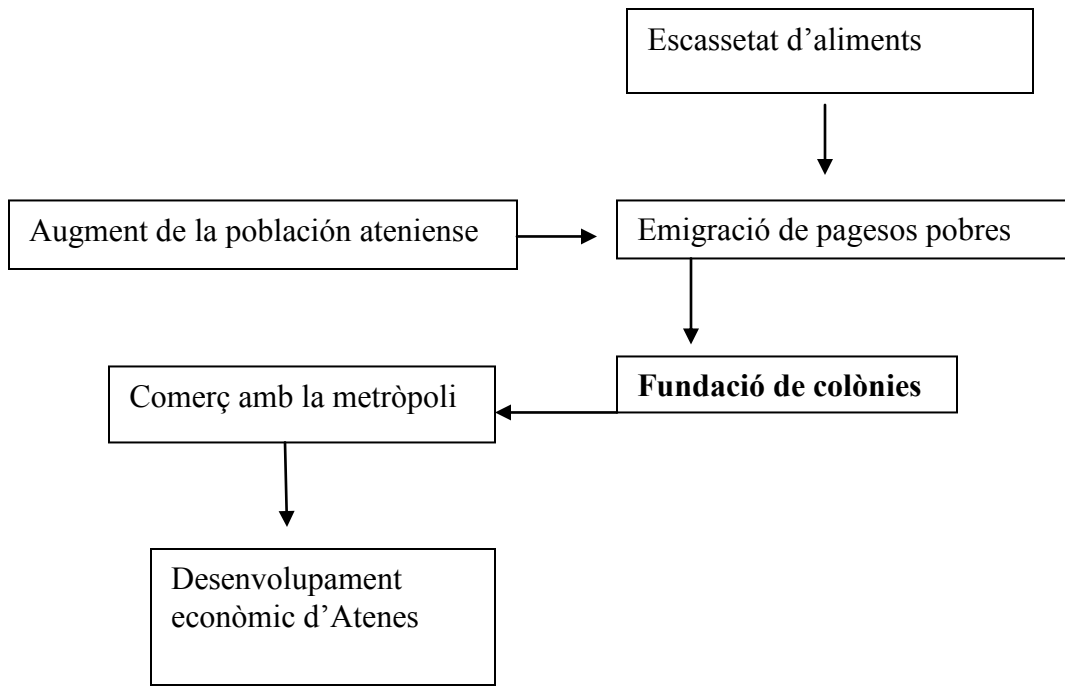 Escassetat d’aliments
Augment de la población ateniense
Emigració de pagesos pobres
Comerç amb la metròpoli
Fundació de colònies
Desenvolupament
econòmic d’Atenes